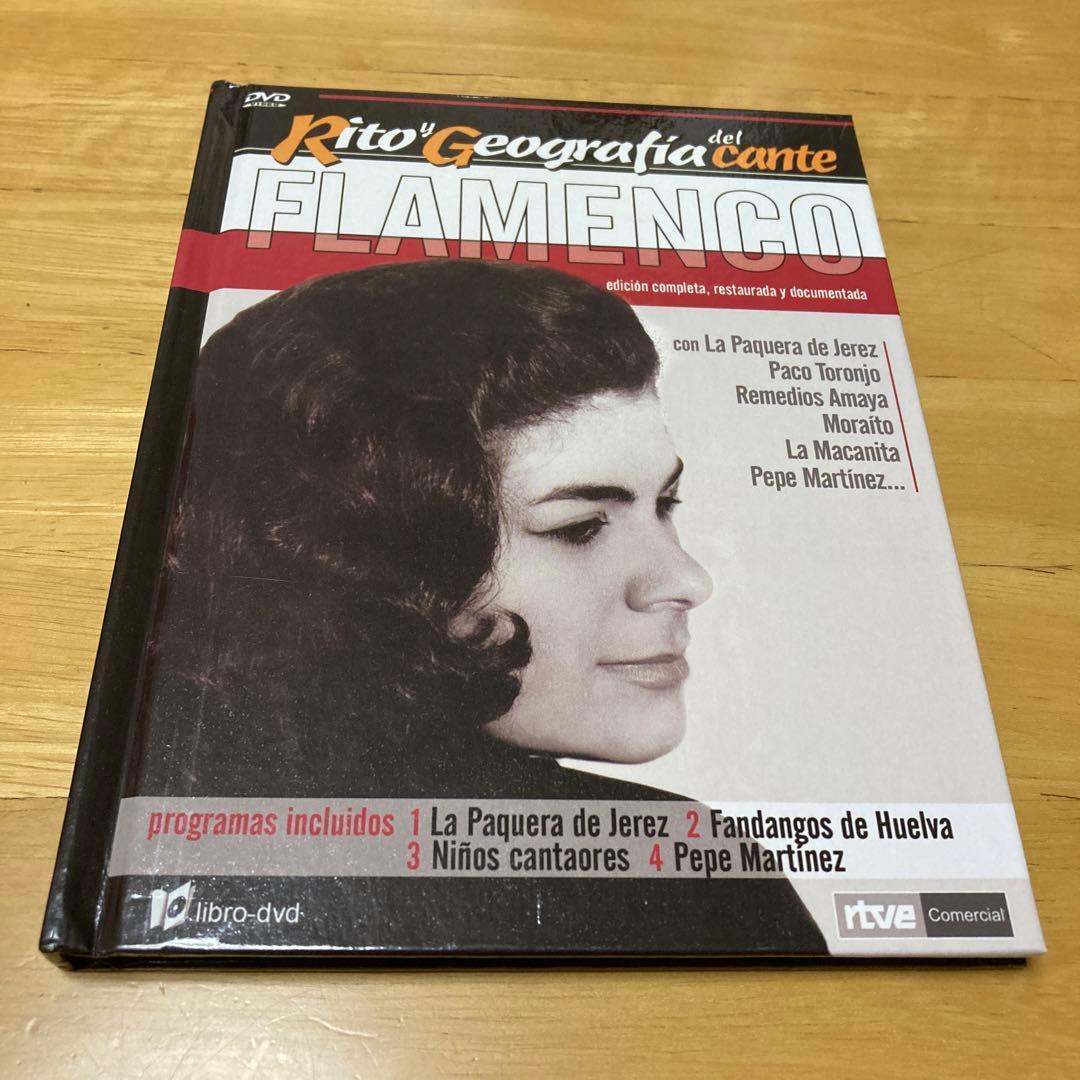 DVD
VIDEO
Rito y Geografía del cante
FLAMENCO
edición completa, restaurada y documentada
con La Paquera de Jerez
Paco Toronjo
Remedios Amaya
Moraíto
La Macanita
Pepe Martínez...
programas incluidos 1 La Paquera de Jerez 2 Fandangos de Huelva
3 Niños cantaores 4 Pepe Martínez
libro-dvd
rtve Comercial